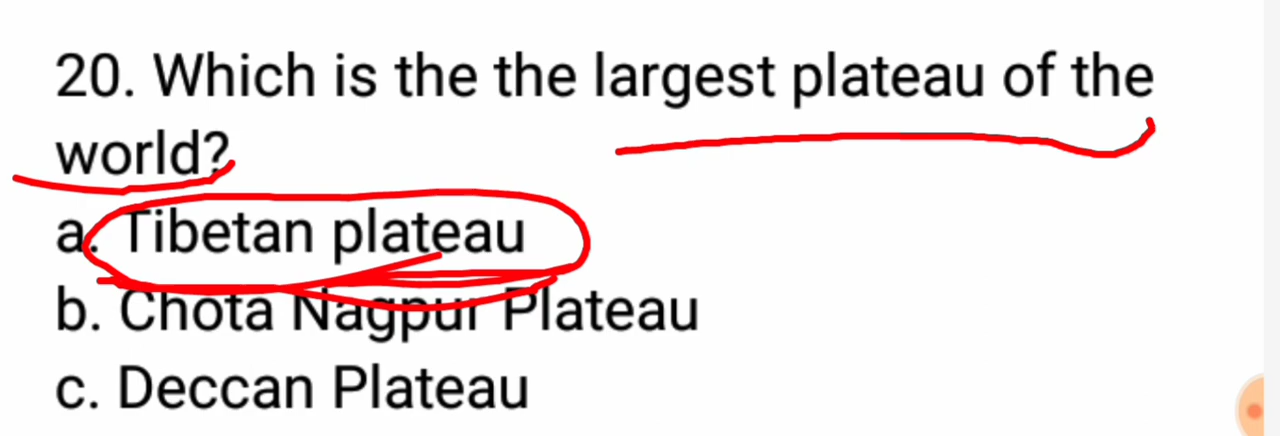 20. Which is the the largest plateau of the
world?
a. Tibetan plateau
b. Chota Nagpur Plateau
c. Deccan Plateau